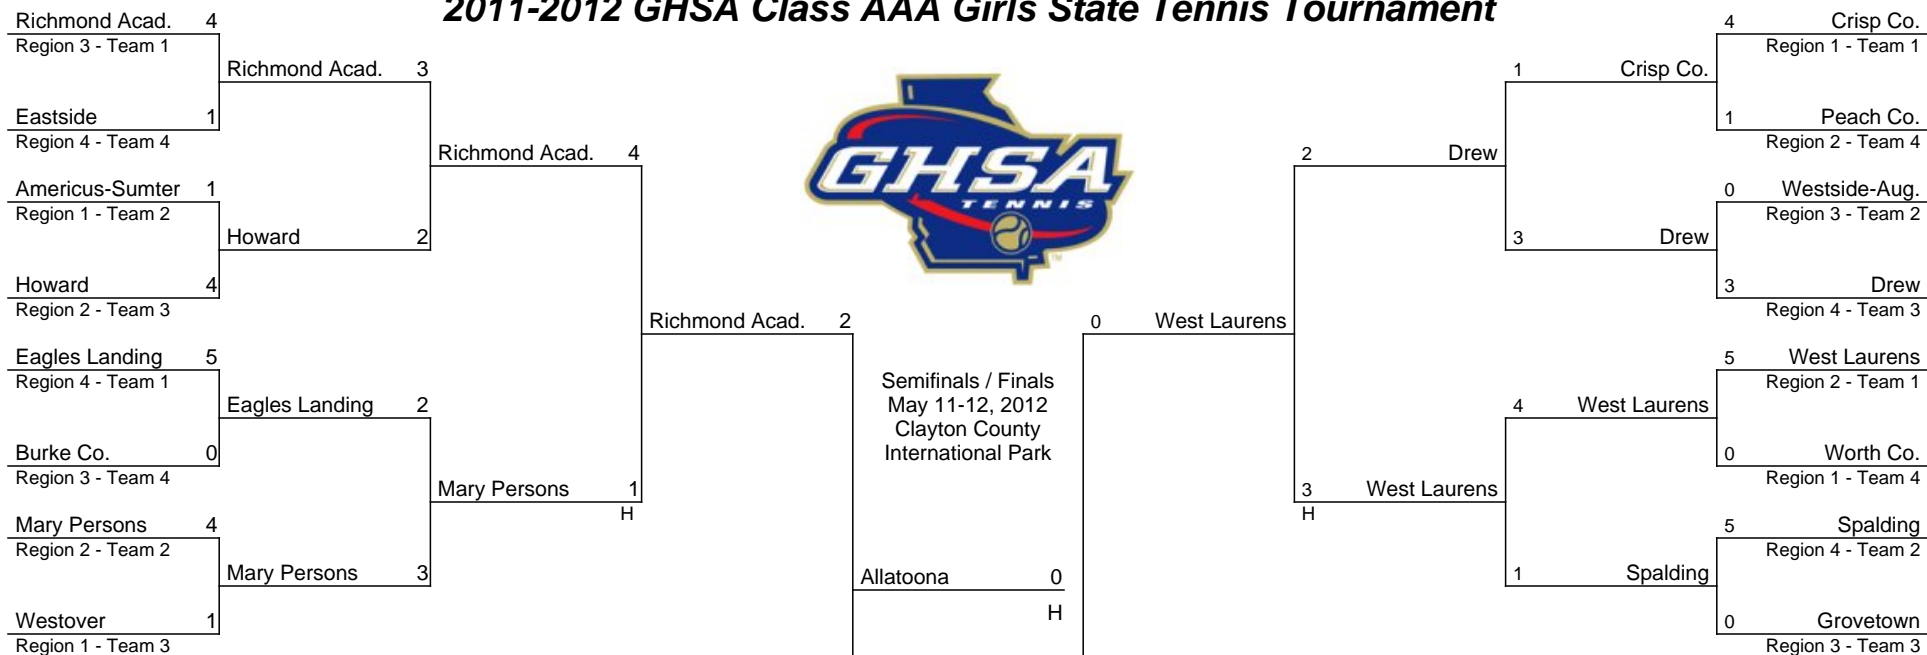 2011-2012 GHSA Class AAA Girls State Tennis Tournament
Richmond Acad. 4
Region 3 - Team 1
Richmond Acad. 3
Eastside 1
Region 4 - Team 4
Richmond Acad. 4
Americus-Sumter 1
Region 1 - Team 2
Howard 2
Howard 4
Region 2 - Team 3
Richmond Acad. 2
Eagles Landing 5
Region 4 - Team 1
Eagles Landing 2
Burke Co. 0
Region 3 - Team 4
Mary Persons 1
H
Mary Persons 4
Region 2 - Team 2
Mary Persons 3
Westover 1
Region 1 - Team 3
GHSA
TENNIS
TM
Semifinals / Finals
May 11-12, 2012
Clayton County
International Park
Allatoona 0
H
4 Crisp Co.
Region 1 - Team 1
1 Crisp Co.
1 Peach Co.
Region 2 - Team 4
2 Drew
0 Westside-Aug.
Region 3 - Team 2
3 Drew
3 Drew
Region 4 - Team 3
0 West Laurens
5 West Laurens
Region 2 - Team 1
4 West Laurens
0 Worth Co.
Region 1 - Team 4
3 West Laurens
H
5 Spalding
Region 4 - Team 2
1 Spalding
0 Grovetown
Region 3 - Team 3